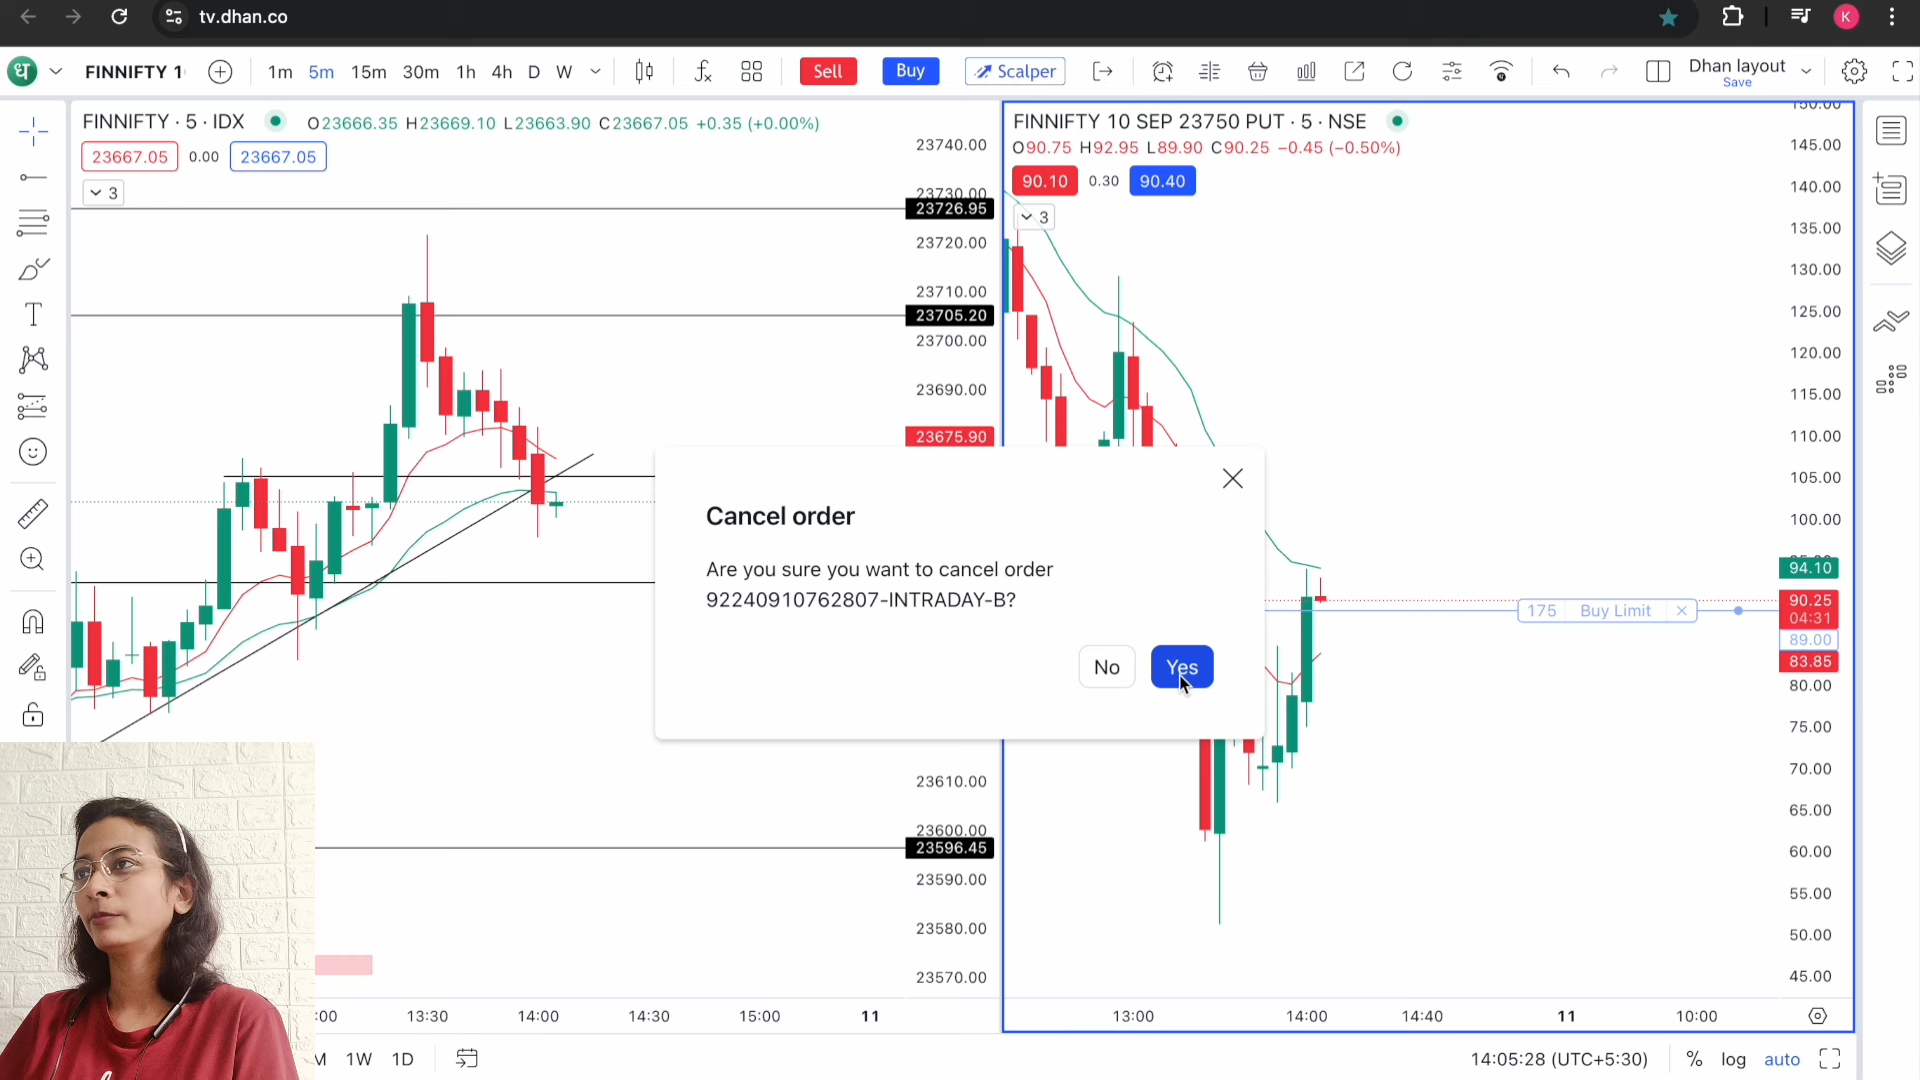 tv.dhan.co
K
ध
FINNIFTY 1
1m 5m 15m 30m 1h 4h D W
Sell
Buy
Scalper
Dhan layout
Save
FINNIFTY · 5 · IDX
O23666.35 H23669.10 L23663.90 C23667.05 +0.35 (+0.00%)
23667.05 0.00 23667.05
3
23740.00
23730.00
23726.95
23720.00
23710.00
23705.20
23700.00
23690.00
23675.90
23610.00
23600.00
23596.45
23590.00
23580.00
23570.00
:00 13:30 14:00 14:30 15:00 11
FINNIFTY 10 SEP 23750 PUT · 5 · NSE
O90.75 H92.95 L89.90 C90.25 −0.45 (−0.50%)
90.10 0.30 90.40
3
150.00
145.00
140.00
135.00
130.00
125.00
120.00
115.00
110.00
105.00
100.00
94.10
90.25
04:31
89.00
83.85
80.00
75.00
70.00
65.00
60.00
55.00
50.00
45.00
175 Buy Limit
13:00 14:00 14:40 11 10:00
Cancel order
Are you sure you want to cancel order
92240910762807-INTRADAY-B?
No
Yes
M 1W 1D
14:05:28 (UTC+5:30) % log auto